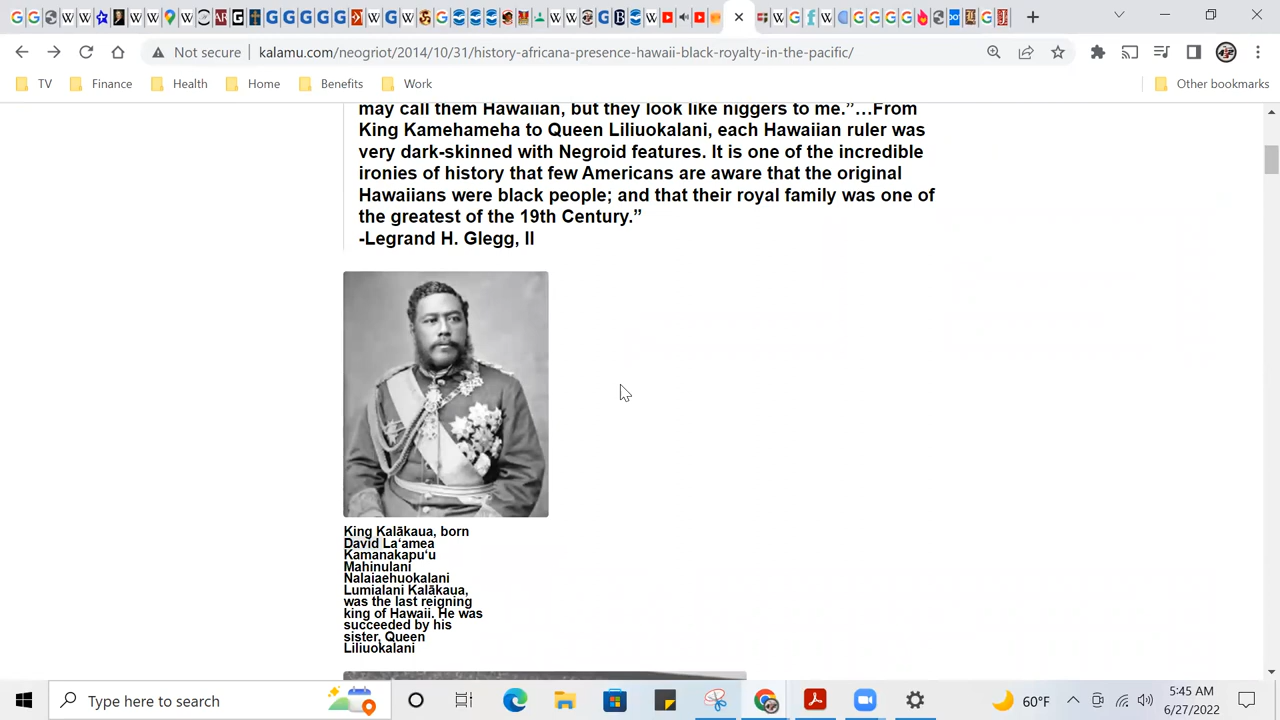 Not secure kalamu.com/neogriot/2014/10/31/history-africana-presence-hawaii-black-royalty-in-the-pacific/
TV Finance Health Home Benefits Work Other bookmarks
may call them Hawaiian, but they look like niggers to me.”…From
King Kamehameha to Queen Liliuokalani, each Hawaiian ruler was
very dark-skinned with Negroid features. It is one of the incredible
ironies of history that few Americans are aware that the original
Hawaiians were black people; and that their royal family was one of
the greatest of the 19th Century.”
-Legrand H. Glegg, II
King Kalākaua, born
David Laʻamea
Kamanakapuʻu
Mahinulani
Nalaiaehuokalani
Lumialani Kalākaua,
was the last reigning
king of Hawaii. He was
succeeded by his
sister, Queen
Liliuokalani
Type here to search
60°F
5:45 AM
6/27/2022